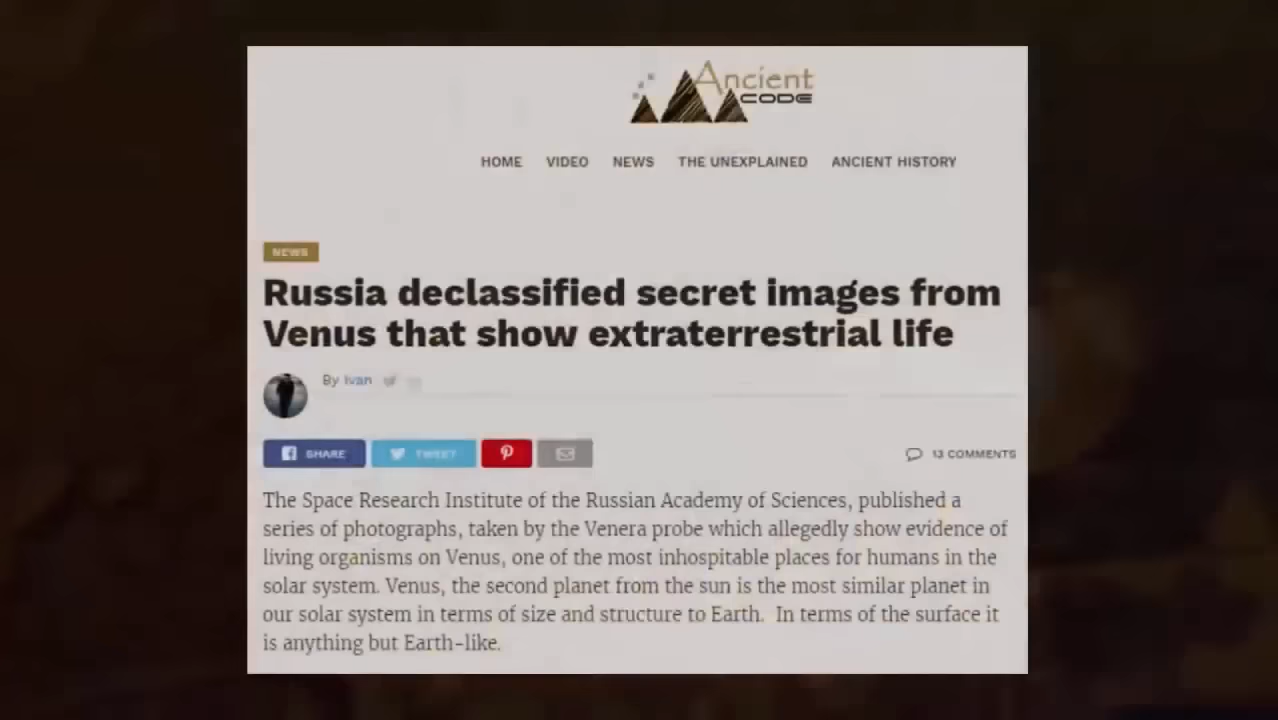 Ancient
CODE
HOME VIDEO NEWS THE UNEXPLAINED ANCIENT HISTORY
NEWS
Russia declassified secret images from
Venus that show extraterrestrial life
By Ivan
SHARE TWEET 13 COMMENTS
The Space Research Institute of the Russian Academy of Sciences, published a
series of photographs, taken by the Venera probe which allegedly show evidence of
living organisms on Venus, one of the most inhospitable places for humans in the
solar system. Venus, the second planet from the sun is the most similar planet in
our solar system in terms of size and structure to Earth. In terms of the surface it
is anything but Earth-like.